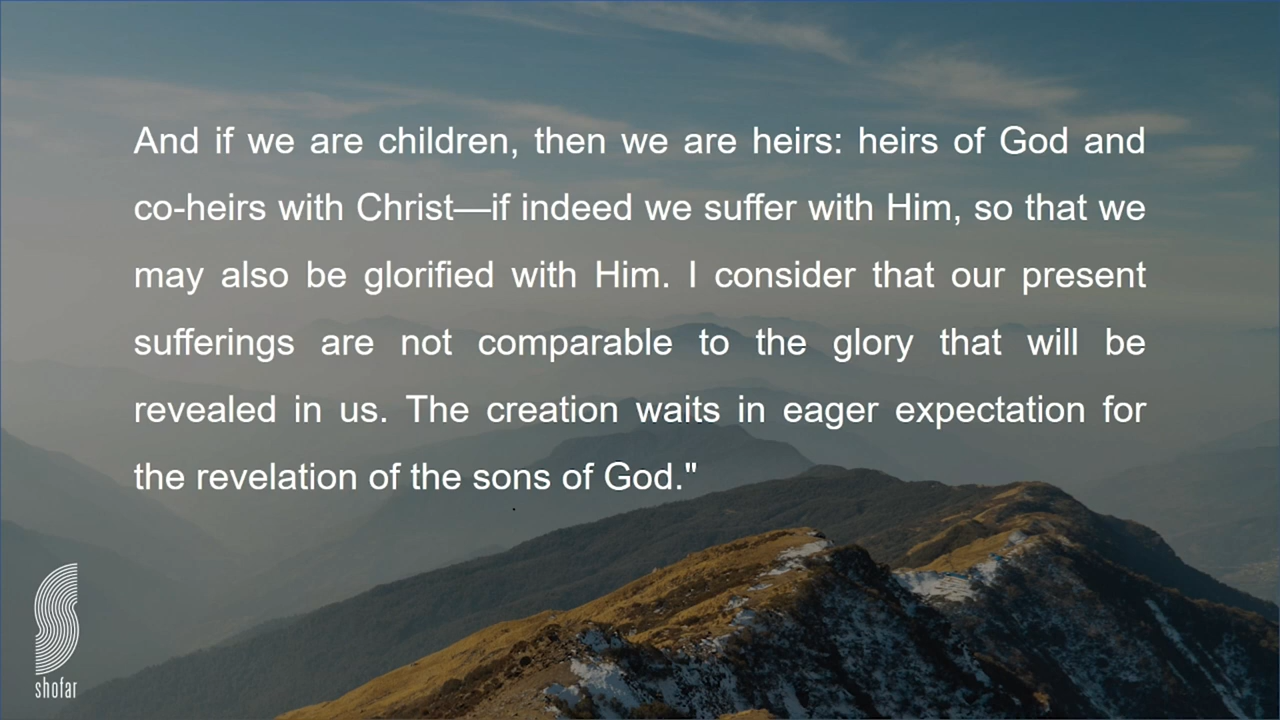 And if we are children, then we are heirs: heirs of God and
co-heirs with Christ—if indeed we suffer with Him, so that we
may also be glorified with Him. I consider that our present
sufferings are not comparable to the glory that will be
revealed in us. The creation waits in eager expectation for
the revelation of the sons of God."
shofar